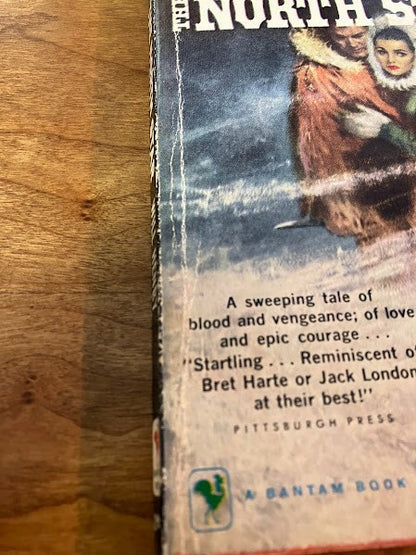 THE
NORTH S
A sweeping tale of
blood and vengeance; of love
and epic courage . . .
"Startling . . . Reminiscent of
Bret Harte or Jack London
at their best!"
PITTSBURGH PRESS
A BANTAM BOOK